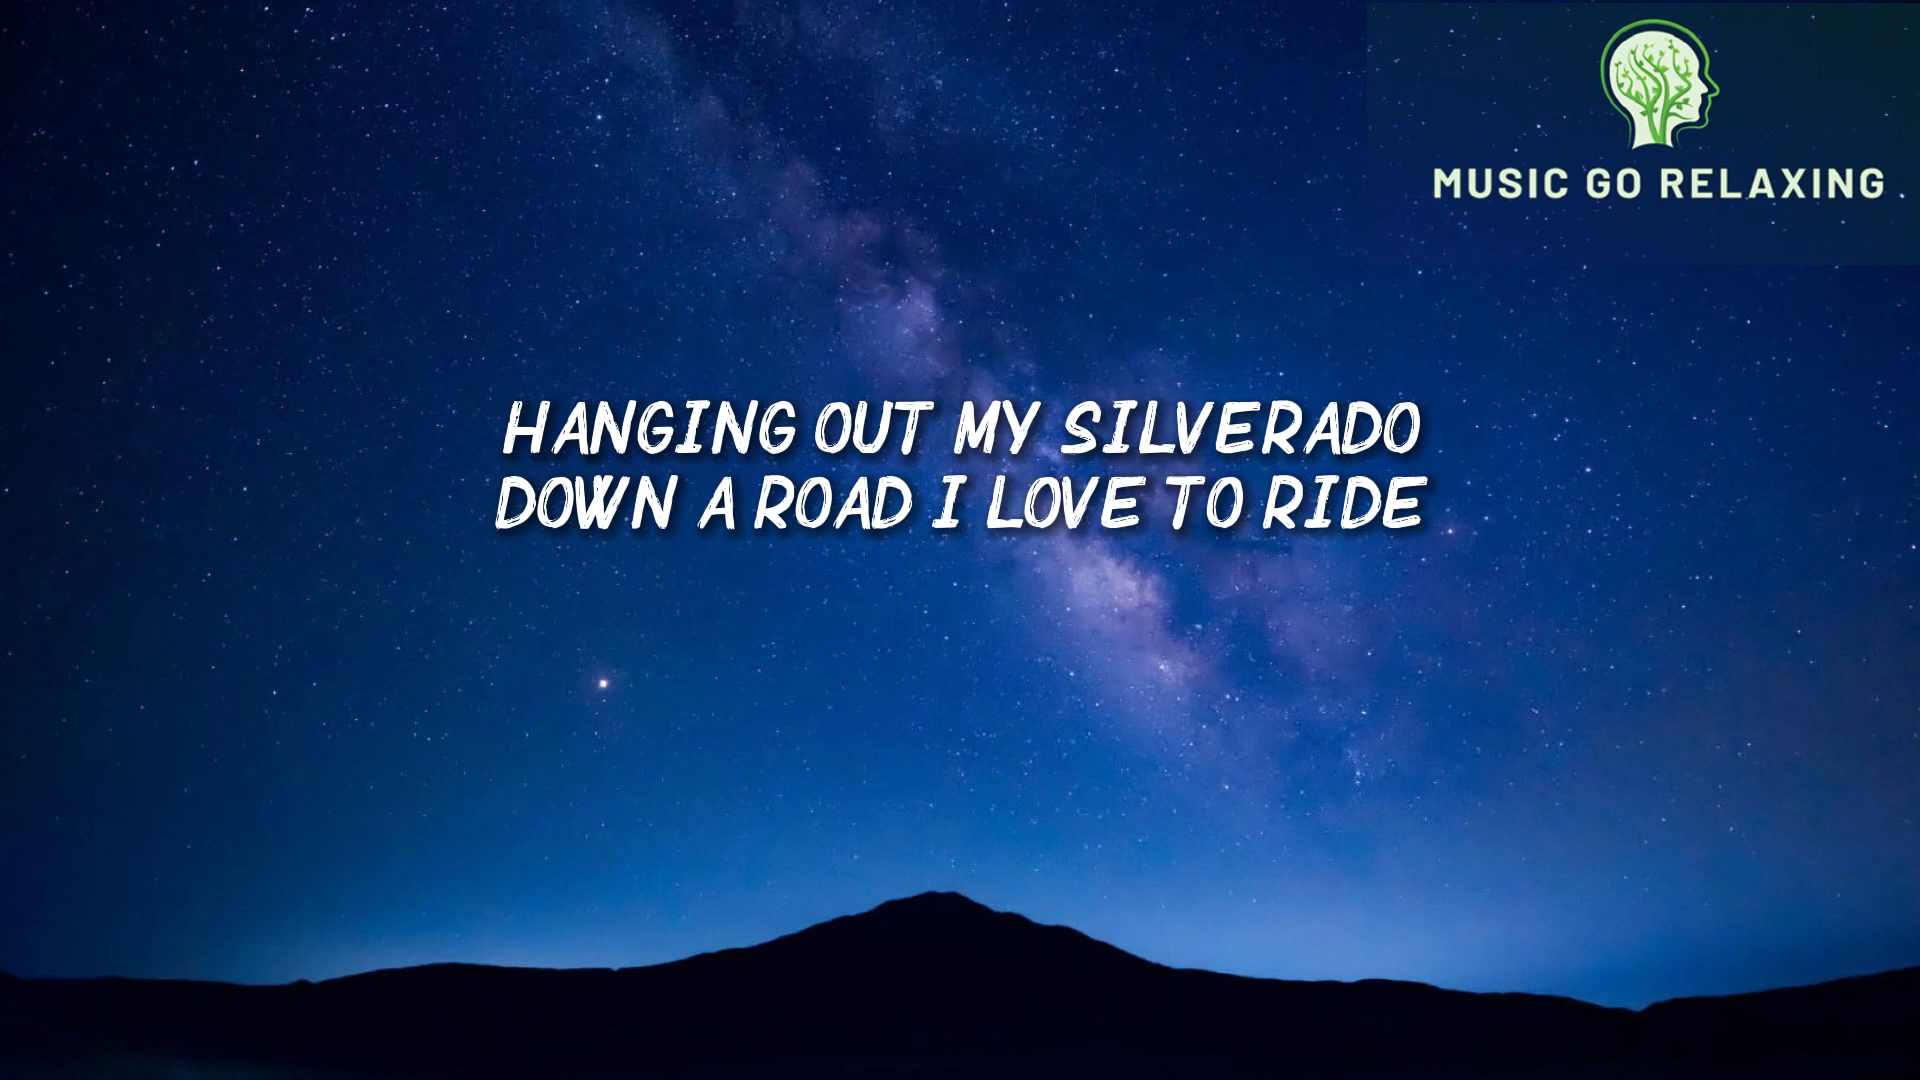 MUSIC GO RELAXING
HANGING OUT MY SILVERADO
DOWN A ROAD I LOVE TO RIDE